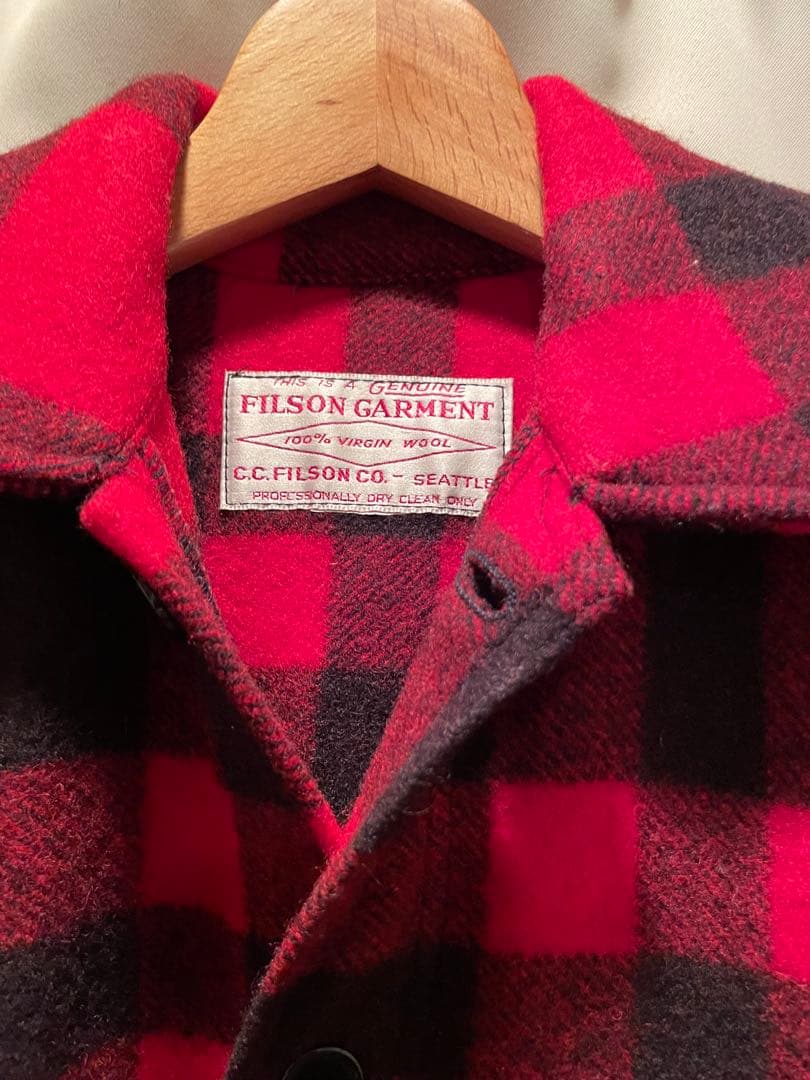 THIS IS A GENUINE
FILSON GARMENT
100% VIRGIN WOOL
C.C. FILSON CO. - SEATTLE
PROFESSIONALLY DRY CLEAN ONLY